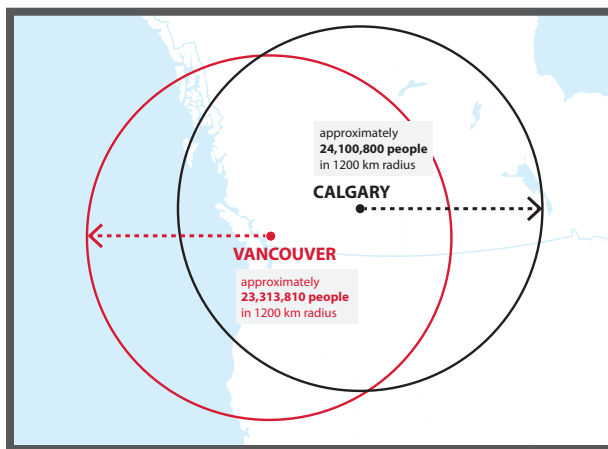 approximately
24,100,800 people
in 1200 km radius
CALGARY
VANCOUVER
approximately
23,313,810 people
in 1200 km radius